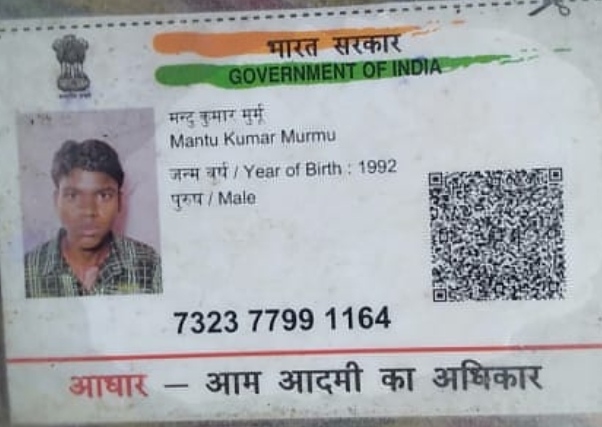 भारत सरकार
GOVERNMENT OF INDIA
मन्टु कुमार मुर्मू
Mantu Kumar Murmu
जन्म वर्ष / Year of Birth : 1992
पुरुष / Male
7323 7799 1164
आधार – आम आदमी का अधिकार